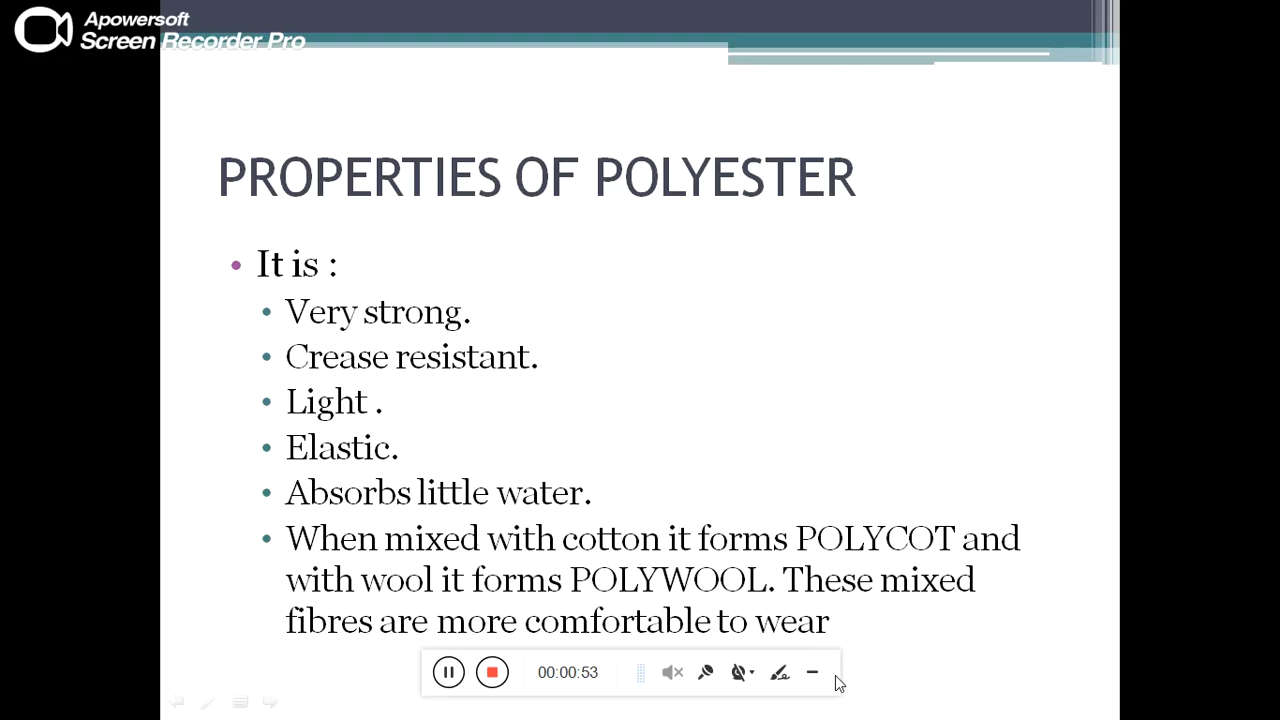 Apowersoft
Screen Recorder Pro
PROPERTIES OF POLYESTER
• It is :
• Very strong.
• Crease resistant.
• Light .
• Elastic.
• Absorbs little water.
• When mixed with cotton it forms POLYCOT and
with wool it forms POLYWOOL. These mixed
fibres are more comfortable to wear
00:00:53